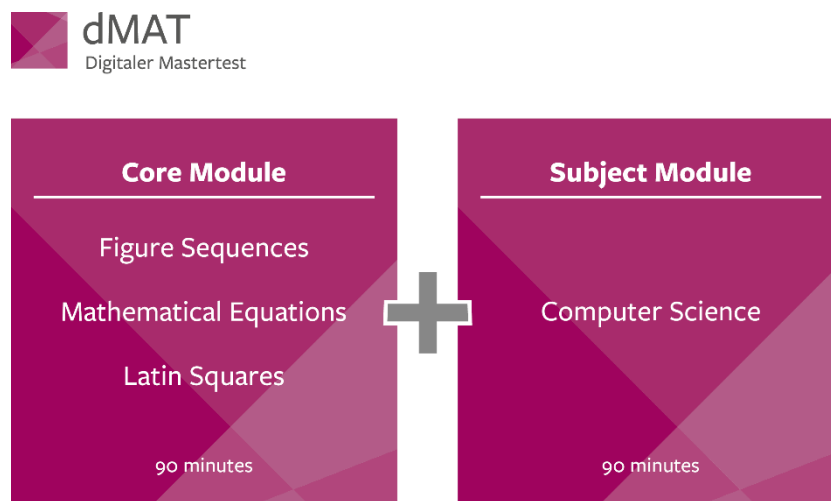 dMAT
Digitaler Mastertest
Core Module
Figure Sequences
Mathematical Equations
Latin Squares
90 minutes
Subject Module
Computer Science
90 minutes